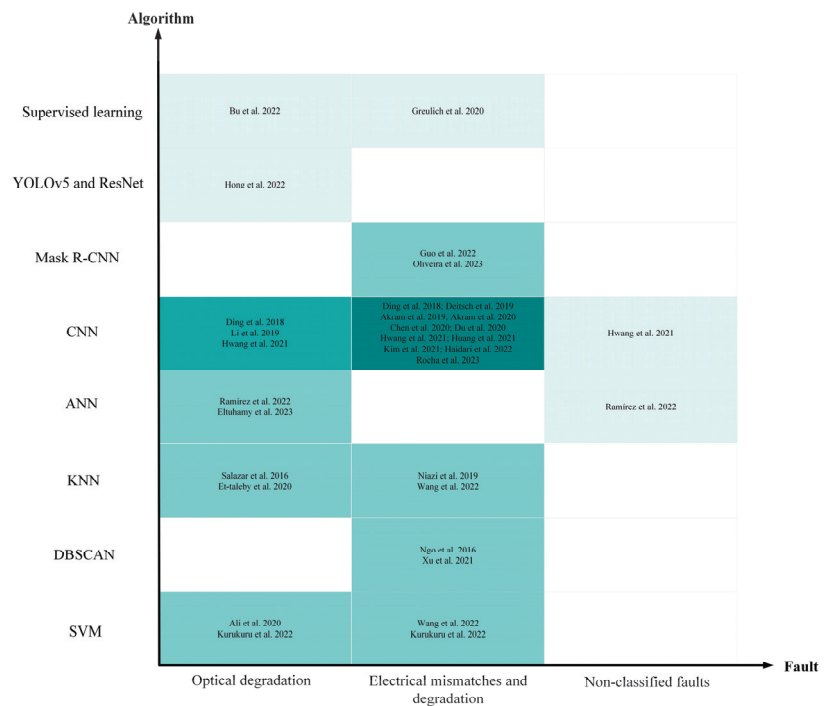 Algorithm
Supervised learning
Bu et al. 2022
Greulich et al. 2020
YOLOv5 and ResNet
Hong et al. 2022
Mask R-CNN
Guo et al. 2022
Oliveira et al. 2023
CNN
Ding et al. 2018
Li et al. 2019
Hwang et al. 2021
Ding et al. 2018; Deitsch et al. 2019
Akram et al. 2019; Akram et al. 2020
Chen et al. 2020; Du et al. 2020
Hwang et al. 2021; Huang et al. 2021
Kim et al. 2021; Haidari et al. 2022
Rocha et al. 2023
Hwang et al. 2021
ANN
Ramírez et al. 2022
Eltuhamy et al. 2023
Ramírez et al. 2022
KNN
Salazar et al. 2016
Et-taleby et al. 2020
Niazi et al. 2019
Wang et al. 2022
DBSCAN
Ngo et al. 2016
Xu et al. 2021
SVM
Ali et al. 2020
Kurukuru et al. 2022
Wang et al. 2022
Kurukuru et al. 2022
Fault
Optical degradation
Electrical mismatches and
degradation
Non-classified faults